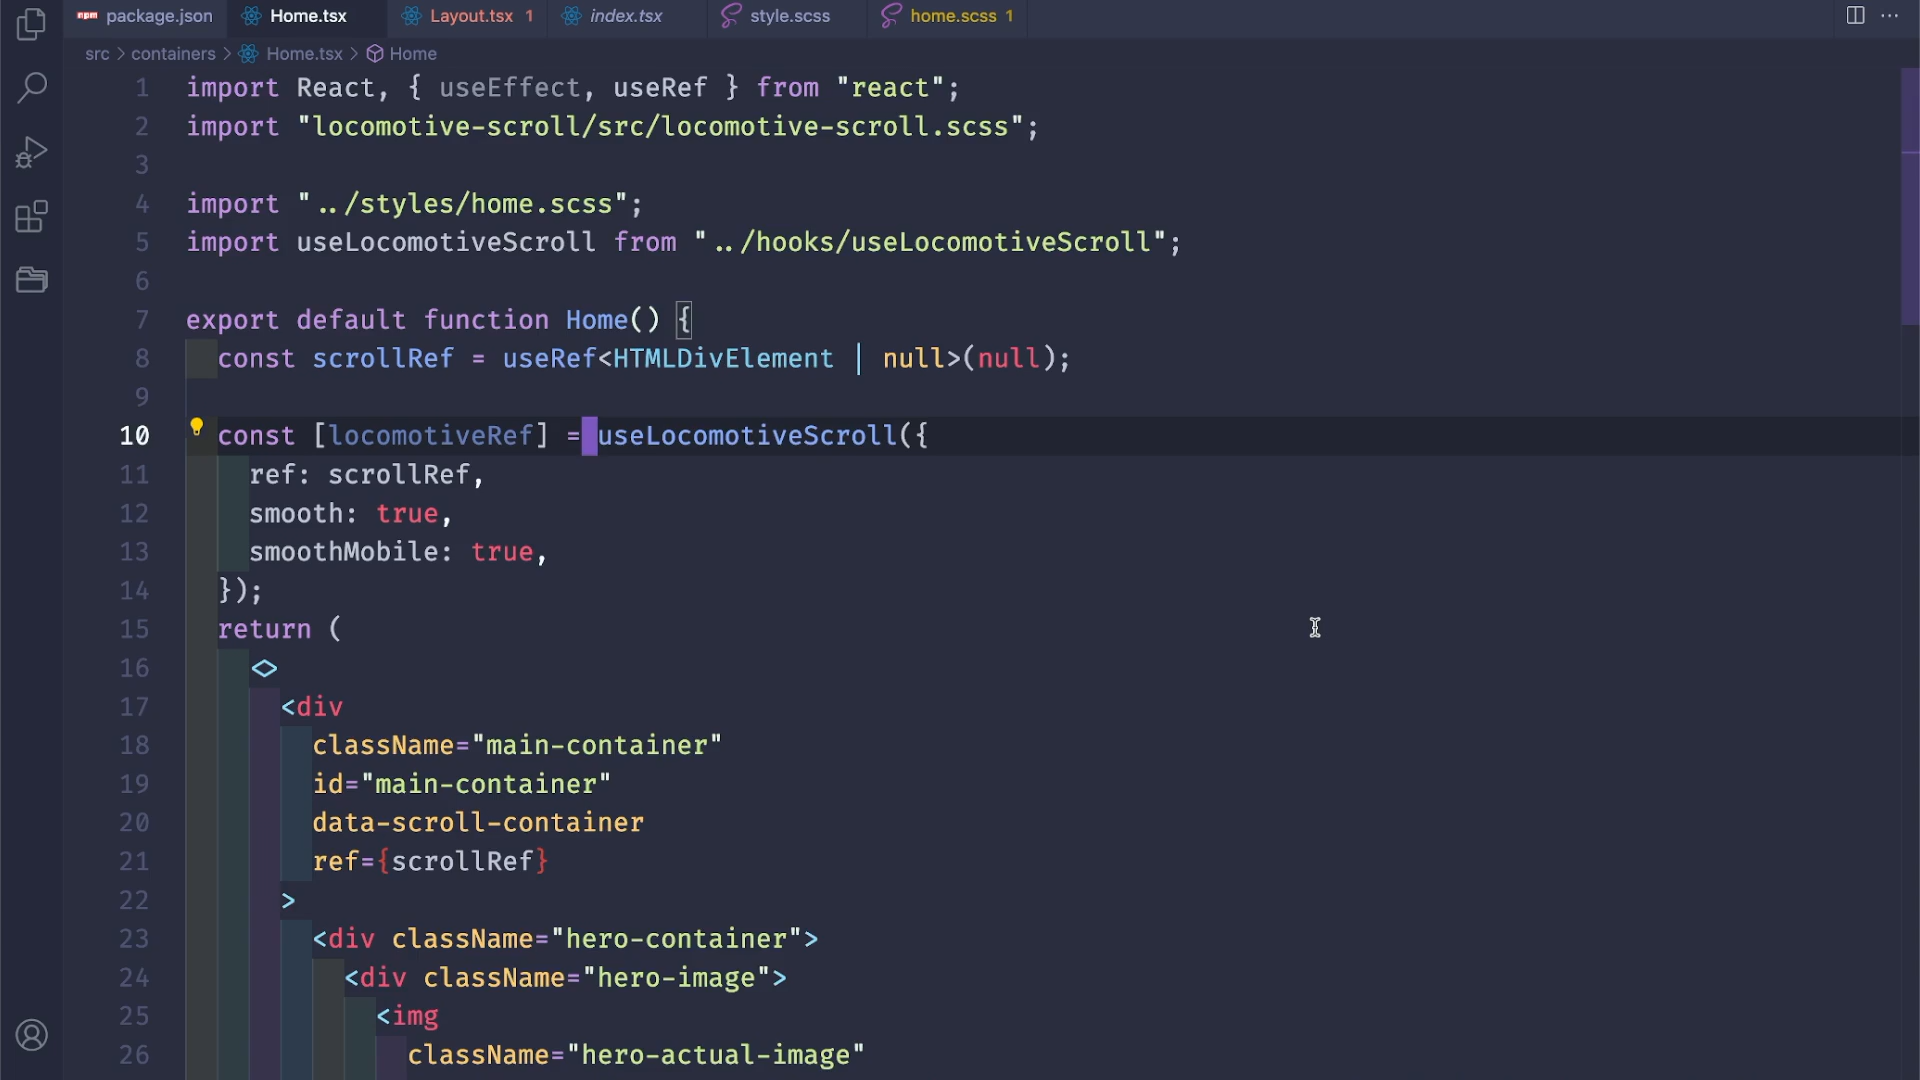 package.json Home.tsx Layout.tsx 1 index.tsx style.scss home.scss 1 ...
src > containers > Home.tsx > Home
1 import React, { useEffect, useRef } from "react";
2 import "locomotive-scroll/src/locomotive-scroll.scss";
3
4 import "../styles/home.scss";
5 import useLocomotiveScroll from "../hooks/useLocomotiveScroll";
6
7 export default function Home() {
8 const scrollRef = useRef<HTMLDivElement | null>(null);
9
10 const [locomotiveRef] = useLocomotiveScroll({
11 ref: scrollRef,
12 smooth: true,
13 smoothMobile: true,
14 });
15 return (
16 <>
17 <div
18 className="main-container"
19 id="main-container"
20 data-scroll-container
21 ref={scrollRef}
22 >
23 <div className="hero-container">
24 <div className="hero-image">
25 <img
26 className="hero-actual-image"